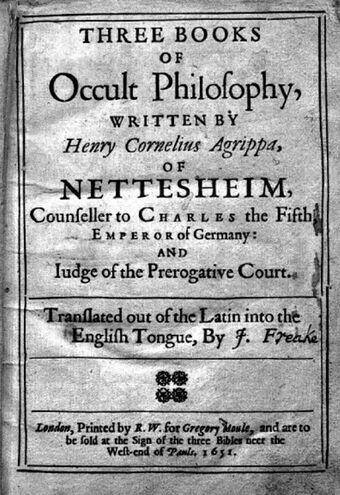 THREE BOOKS
OF
Occult Philoſophy,
WRITTEN BY
Henry Cornelius Agrippa,
OF
NETTESHEIM,
Counſeller to CHARLES the Fifth,
EMPEROR of Germany:
AND
Iudge of the Prerogative Court.
Tranſlated out of the Latin into the
Engliſh Tongue, By J. Freake
London, Printed by R. W. for Gregory Moule, and are to
be ſold at the Sign of the three Bibles neer the
Weſt-end of Pauls. 1651.